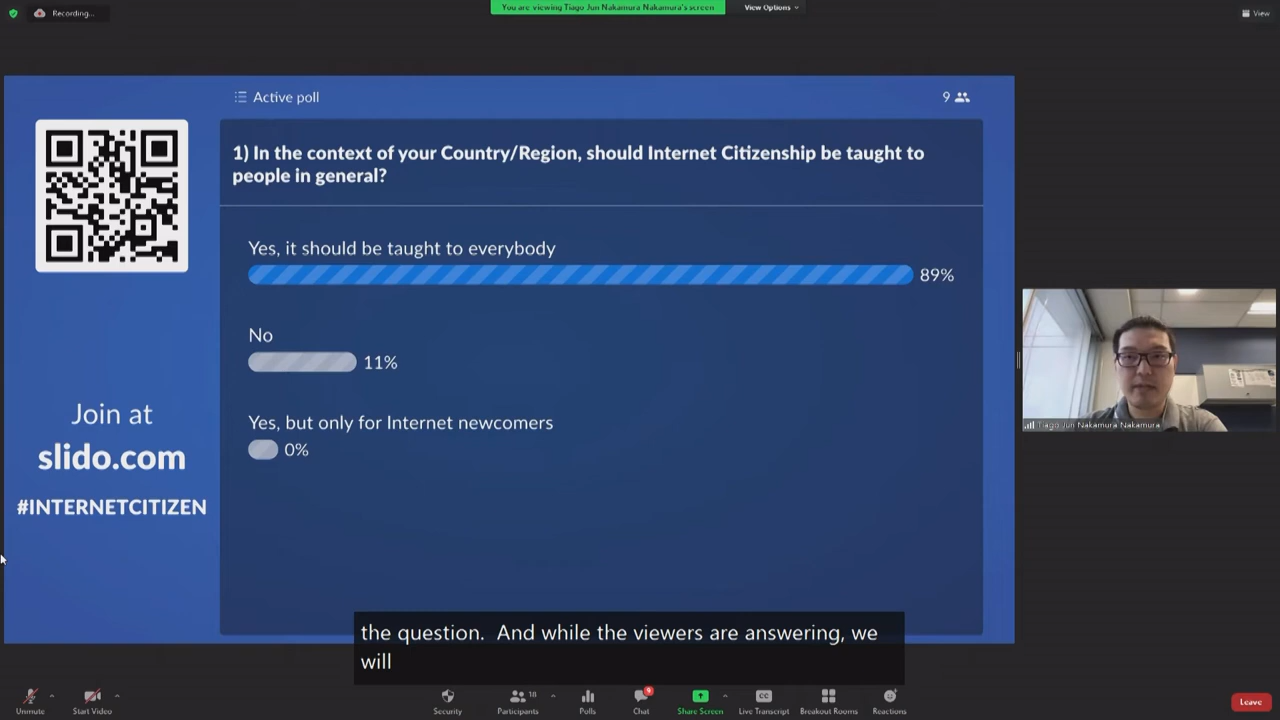 Recording...
You are viewing Tiago Jun Nakamura Nakamura's screen
View Options
View
Active poll
9
1) In the context of your Country/Region, should Internet Citizenship be taught to
people in general?
Yes, it should be taught to everybody
89%
No
11%
Yes, but only for Internet newcomers
0%
Join at
slido.com
#INTERNETCITIZEN
Tiago Jun Nakamura Nakamura
the question.  And while the viewers are answering, we
will
Unmute
Start Video
Security
Participants
18
Polls
Chat
9
Share Screen
CC
Live Transcript
Breakout Rooms
Reactions
Leave